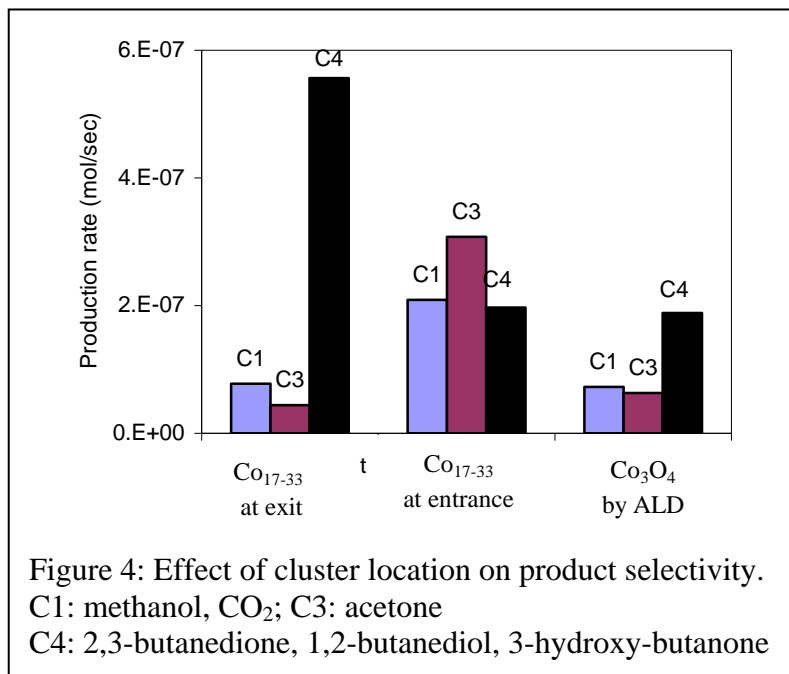 6.E-07
4.E-07
2.E-07
0.E+00
Production rate (mol/sec)
C1
C3
C4
C1
C3
C4
C1
C3
C4
Co17-33
at exit
t
Co17-33
at entrance
Co3O4
by ALD
Figure 4: Effect of cluster location on product selectivity.
C1: methanol, CO2; C3: acetone
C4: 2,3-butanedione, 1,2-butanediol, 3-hydroxy-butanone